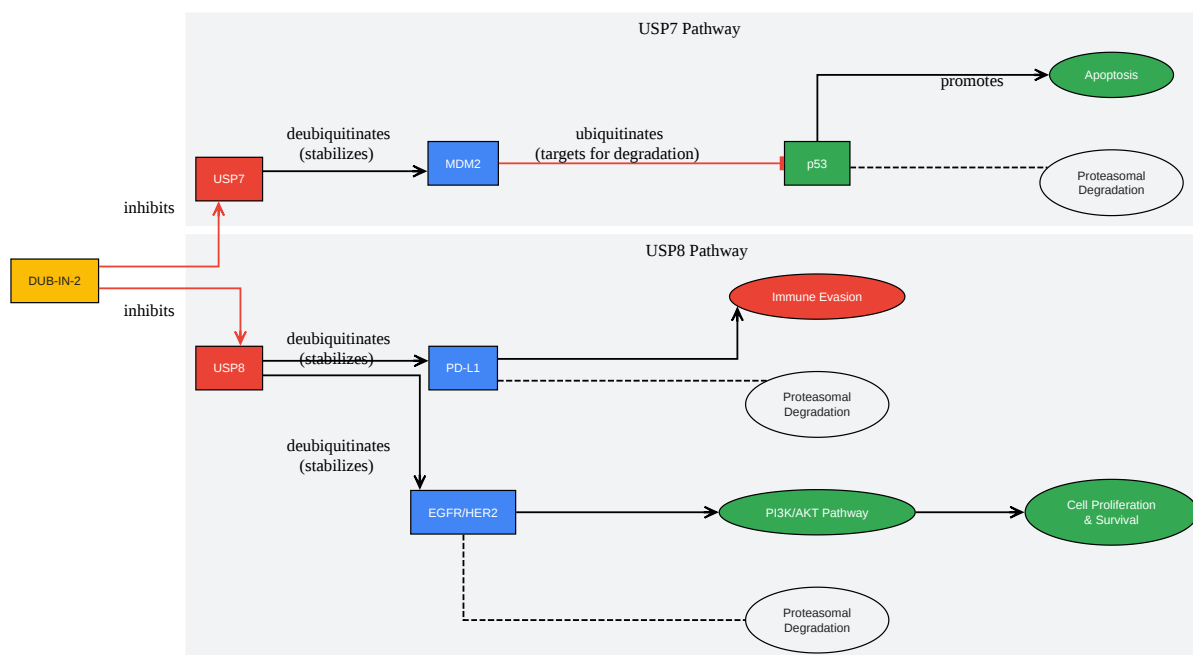 USP7 Pathway
Apoptosis
promotes
deubiquitinates
(stabilizes)
ubiquitinates
(targets for degradation)
MDM2
p53
USP7
Proteasomal
Degradation
inhibits
USP8 Pathway
DUB-IN-2
inhibits
Immune Evasion
deubiquitinates
(stabilizes)
USP8
PD-L1
Proteasomal
Degradation
deubiquitinates
(stabilizes)
EGFR/HER2
PI3K/AKT Pathway
Cell Proliferation
& Survival
Proteasomal
Degradation